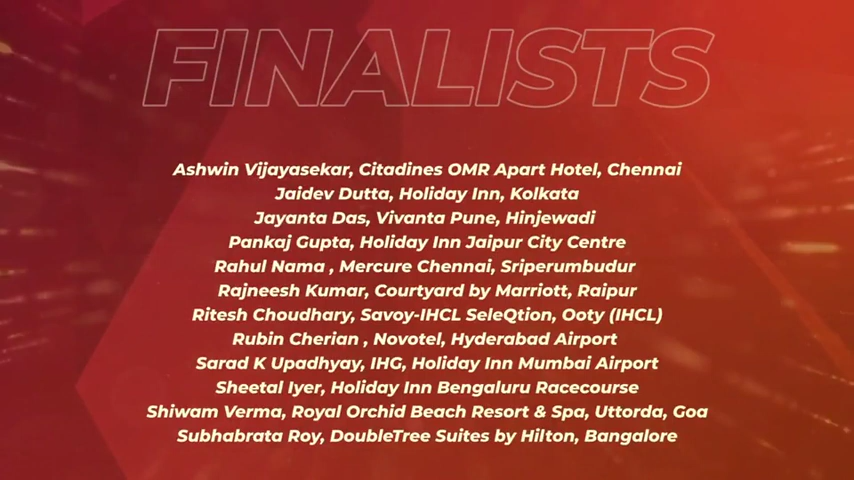 FINALISTS
Ashwin Vijayasekar, Citadines OMR Apart Hotel, Chennai
Jaidev Dutta, Holiday Inn, Kolkata
Jayanta Das, Vivanta Pune, Hinjewadi
Pankaj Gupta, Holiday Inn Jaipur City Centre
Rahul Nama , Mercure Chennai, Sriperumbudur
Rajneesh Kumar, Courtyard by Marriott, Raipur
Ritesh Choudhary, Savoy-IHCL SeleQtion, Ooty (IHCL)
Rubin Cherian , Novotel, Hyderabad Airport
Sarad K Upadhyay, IHG, Holiday Inn Mumbai Airport
Sheetal Iyer, Holiday Inn Bengaluru Racecourse
Shiwam Verma, Royal Orchid Beach Resort & Spa, Uttorda, Goa
Subhabrata Roy, DoubleTree Suites by Hilton, Bangalore